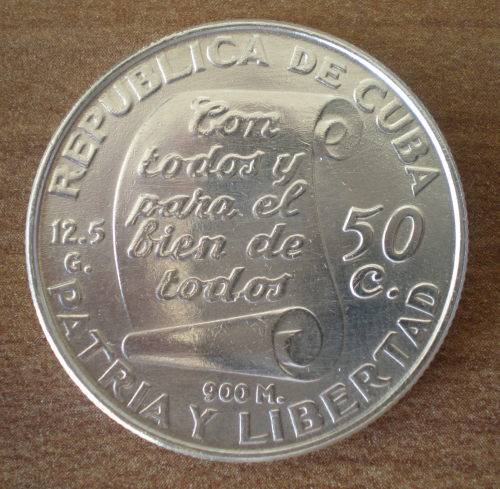 REPUBLICA DE CUBA
Con
todos y
para el
bien de
todos
12.5
G.
50
C.
900 M.
PATRIA Y LIBERTAD